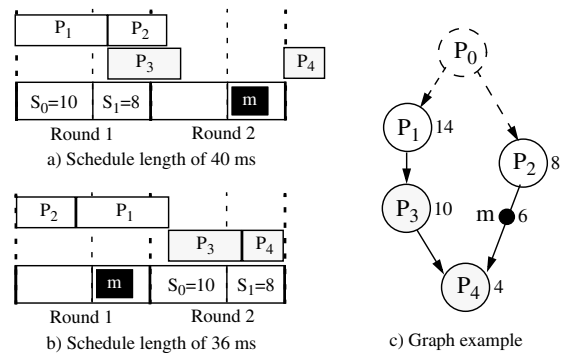 P1 P2
P3 P4
S0=10 S1=8 m
Round 1 Round 2
a) Schedule length of 40 ms
P2 P1
P3 P4
m S0=10 S1=8
Round 1 Round 2
b) Schedule length of 36 ms
P0
P1 14
P2 8
P3 10
m 6
P4 4
c) Graph example